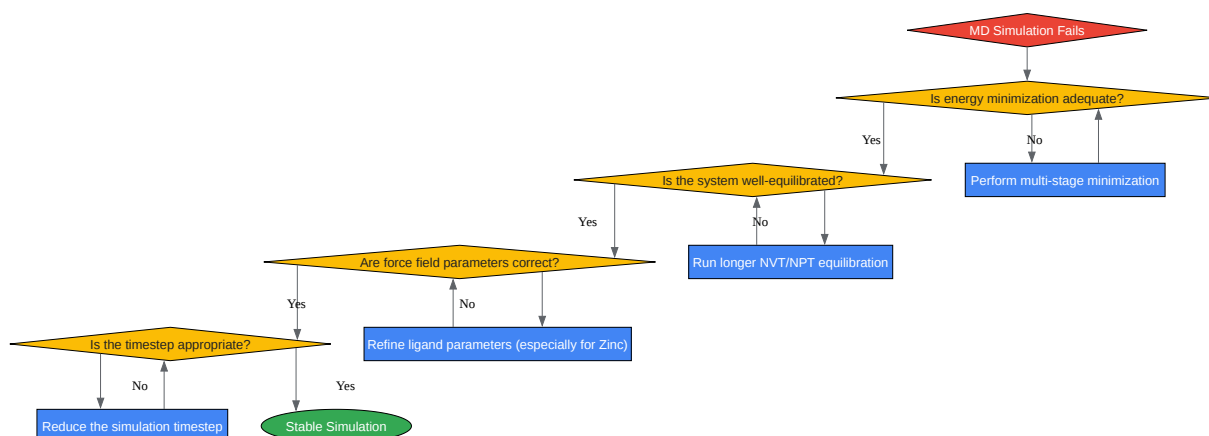 MD Simulation Fails
Is energy minimization adequate?
Yes
No
Is the system well-equilibrated?
Perform multi-stage minimization
Yes
No
Are force field parameters correct?
Run longer NVT/NPT equilibration
Yes
No
Is the timestep appropriate?
Refine ligand parameters (especially for Zinc)
No
Yes
Reduce the simulation timestep
Stable Simulation